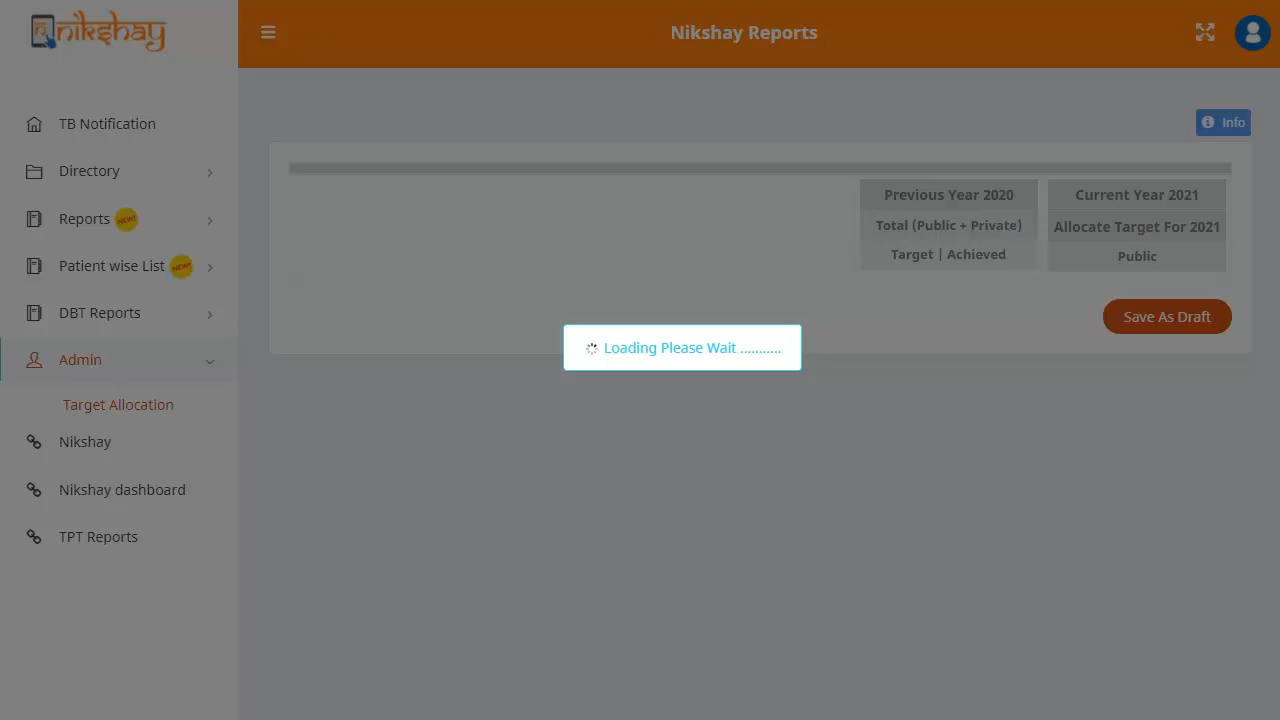 nikshay
Nikshay Reports
TB Notification
Directory
Reports NEW!
Patient wise List NEW!
DBT Reports
Admin
Target Allocation
Nikshay
Nikshay dashboard
TPT Reports
Info
Previous Year 2020
Current Year 2021
Total (Public + Private)
Allocate Target For 2021
Target | Achieved
Public
Save As Draft
Loading Please Wait ...........